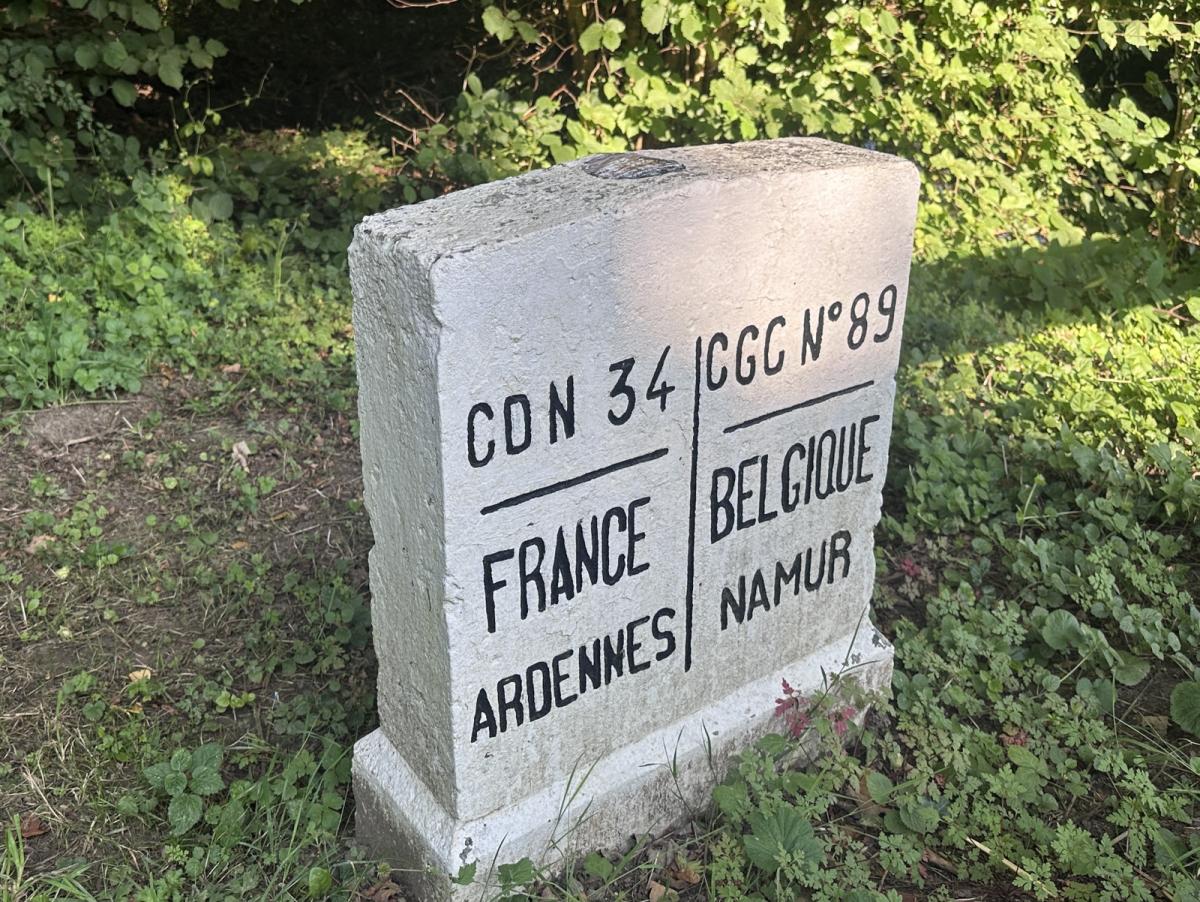 CDN 34
FRANCE
ARDENNES
CGC N°89
BELGIQUE
NAMUR